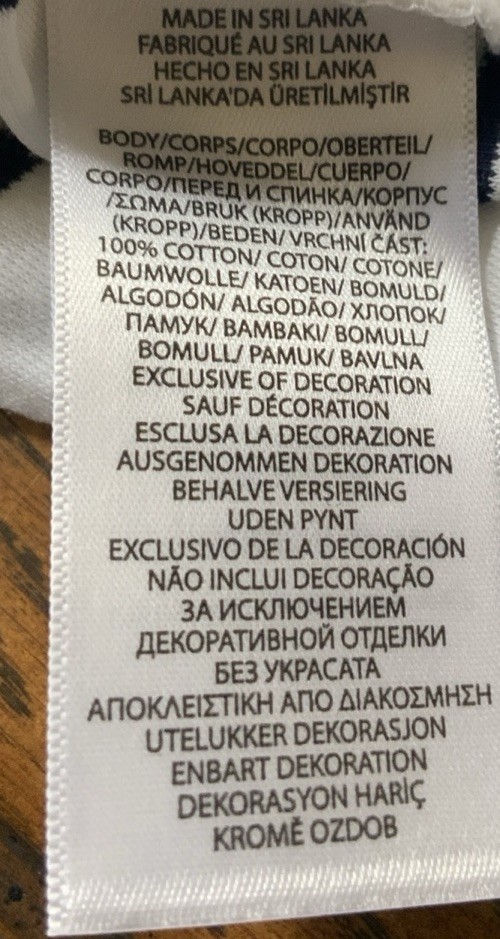 MADE IN SRI LANKA
FABRIQUÉ AU SRI LANKA
HECHO EN SRI LANKA
SRİ LANKA'DA ÜRETİLMİŞTİR
BODY/CORPS/CORPO/OBERTEIL/
ROMP/HOVEDDEL/CUERPO/
CORPO/ПЕРЕД И СПИНКА/КОРПУС
/ΣΩΜΑ/BRUK (KROPP)/ANVÄND
(KROPP)/BEDEN/ VRCHNÍ ČÁST:
100% COTTON/ COTON/ COTONE/
BAUMWOLLE/ KATOEN/ BOMULD/
ALGODÓN/ ALGODÃO/ ХЛОПОК/
ПАМУК/ ΒΑΜΒΑΚΙ/ BOMULL/
BOMULL/ PAMUK/ BAVLNA
EXCLUSIVE OF DECORATION
SAUF DÉCORATION
ESCLUSA LA DECORAZIONE
AUSGENOMMEN DEKORATION
BEHALVE VERSIERING
UDEN PYNT
EXCLUSIVO DE LA DECORACIÓN
NÃO INCLUI DECORAÇÃO
ЗА ИСКЛЮЧЕНИЕМ
ДЕКОРАТИВНОЙ ОТДЕЛКИ
БЕЗ УКРАСАТА
ΑΠΟΚΛΕΙΣΤΙΚΗ ΑΠΟ ΔΙΑΚΟΣΜΗΣΗ
UTELUKKER DEKORASJON
ENBART DEKORATION
DEKORASYON HARİÇ
KROMĚ OZDOB